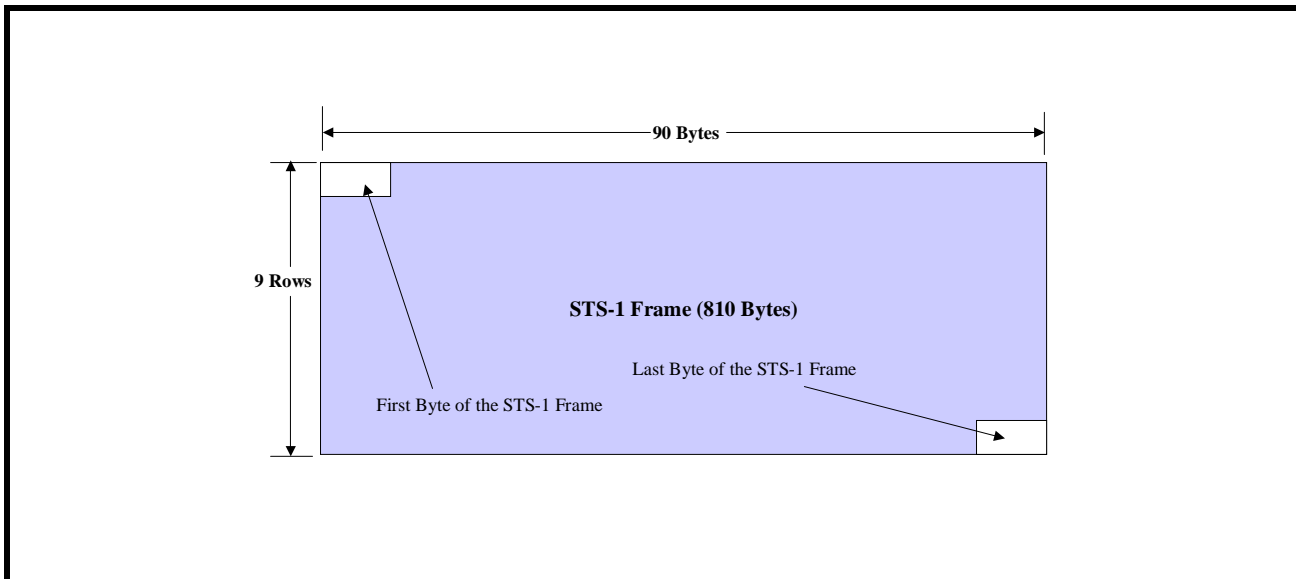 90 Bytes
9 Rows
STS-1 Frame (810 Bytes)
Last Byte of the STS-1 Frame
First Byte of the STS-1 Frame